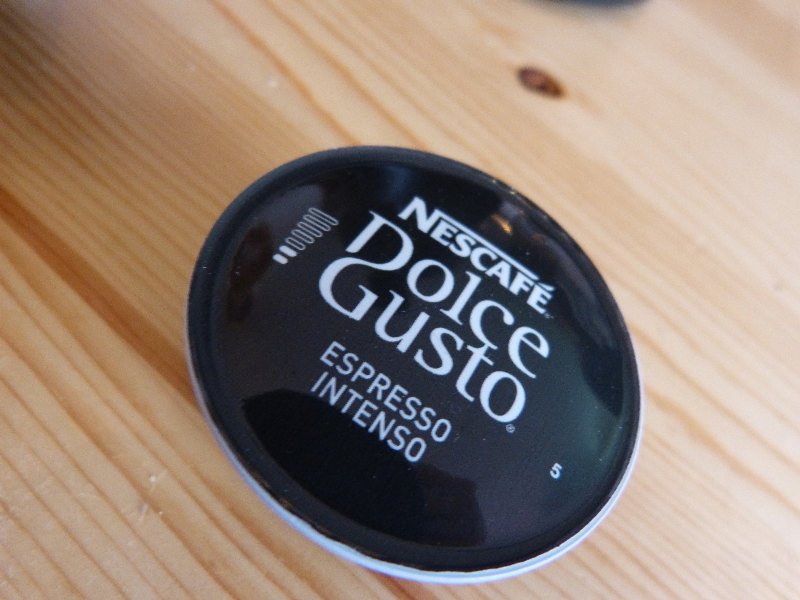 NESCAFÉ.
Dolce
Gusto®
ESPRESSO
INTENSO
5